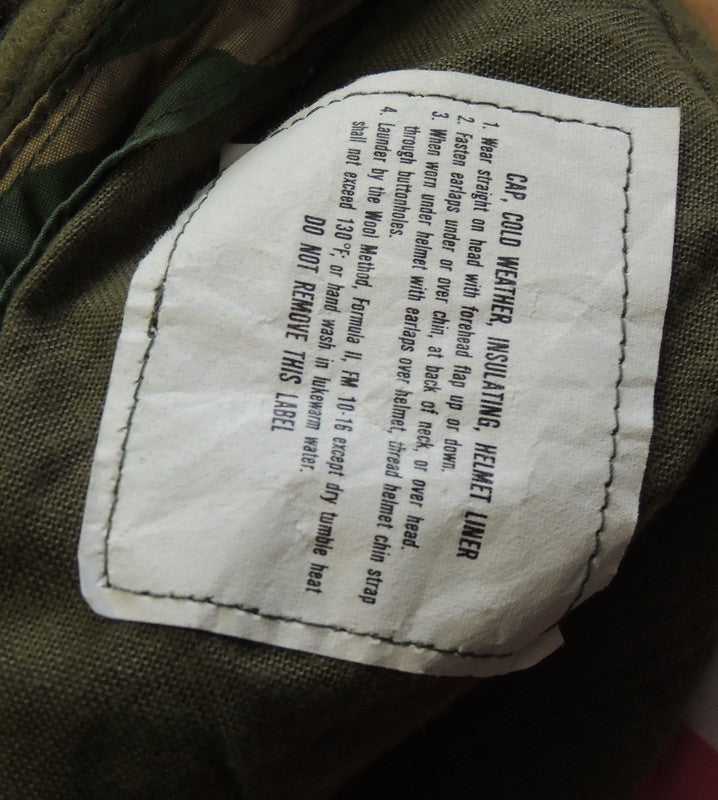 CAP, COLD WEATHER, INSULATING, HELMET LINER
1. Wear straight on head with forehead flap up or down.
2. Fasten earlaps under or over chin, at back of neck, or over head.
3. When worn under helmet with earlaps over helmet, thread helmet chin strap
through buttonholes.
4. Launder by the Wool Method, Formula II, FM 10-16 except dry tumble heat
shall not exceed 130°F; or hand wash in lukewarm water.
DO NOT REMOVE THIS LABEL